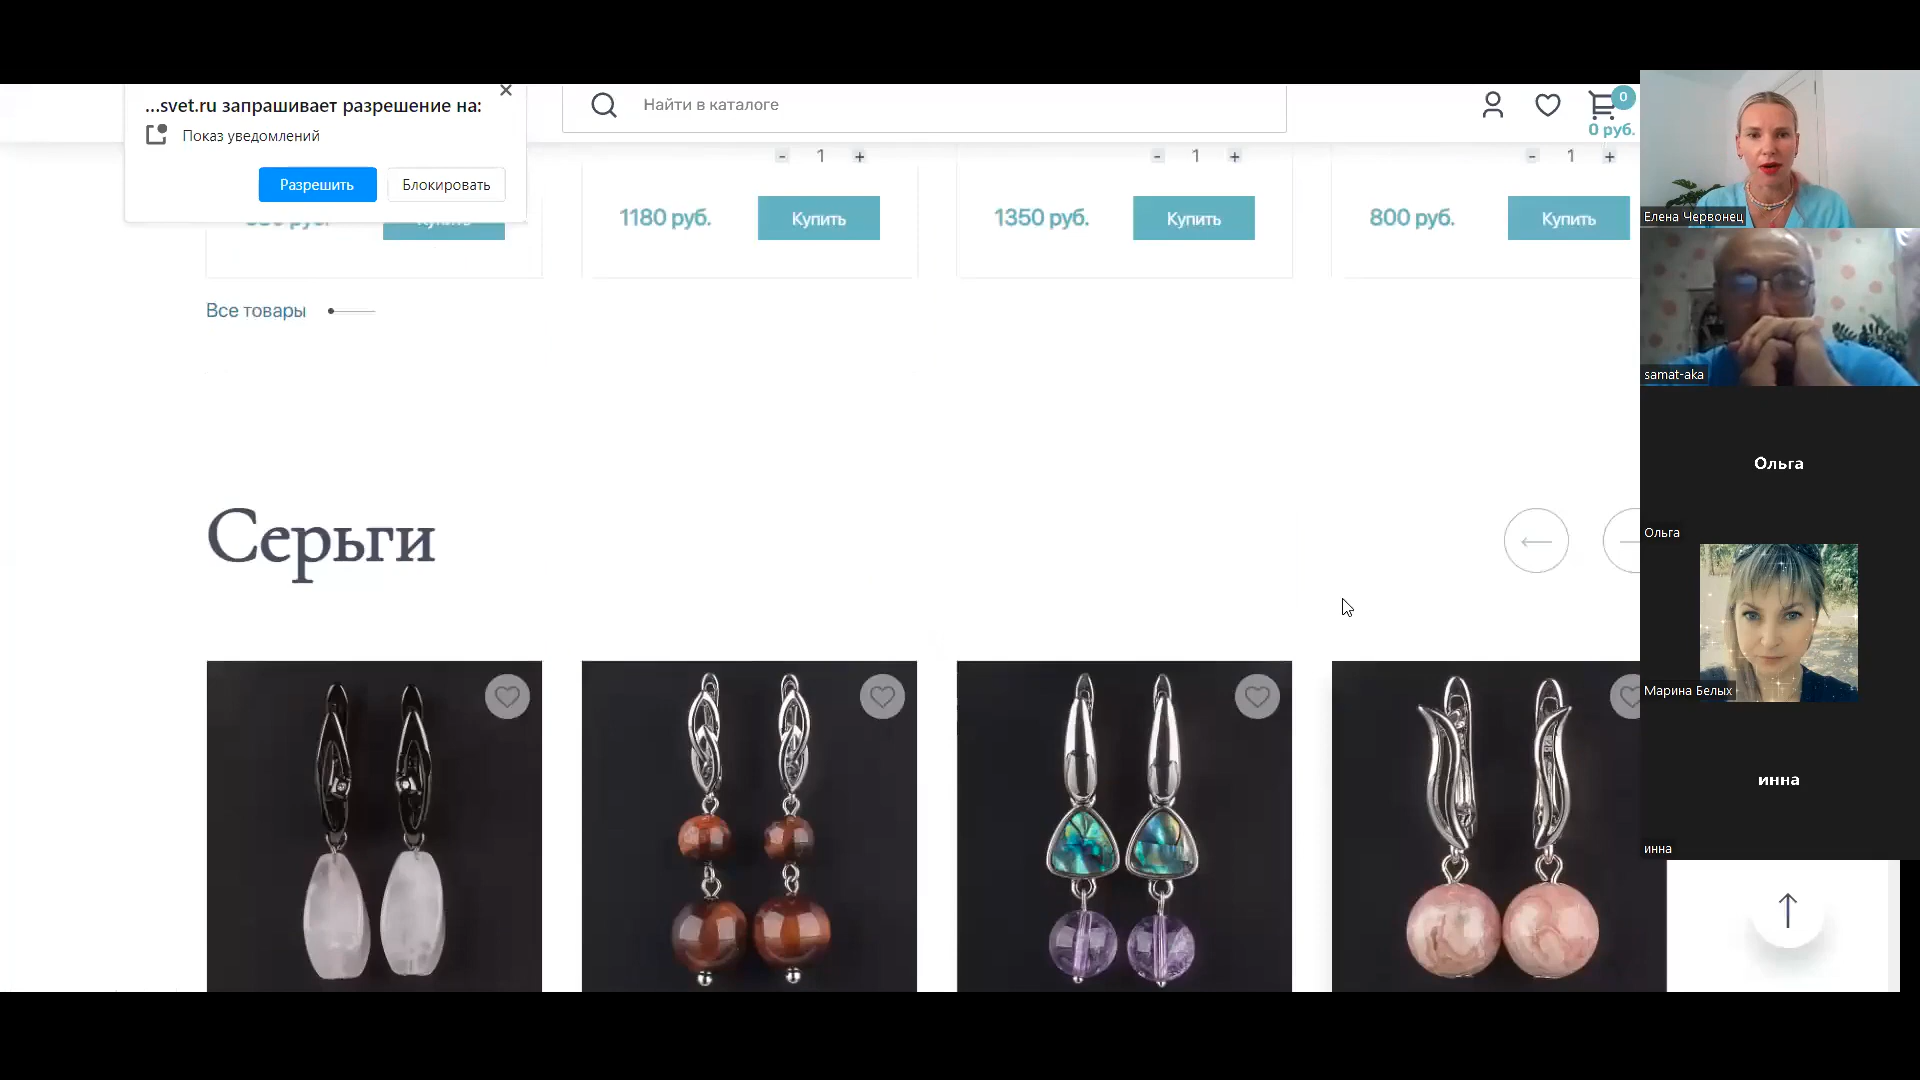 ...svet.ru запрашивает разрешение на:
Показ уведомлений
Разрешить
Блокировать
Найти в каталоге
0
0 руб.
- 1 +
- 1 +
- 1 +
1180 руб.
Купить
1350 руб.
Купить
800 руб.
Купить
Купить
Все товары
Серьги
Елена Червонец
samat-aka
Ольга
Ольга
Марина Белых
инна
инна